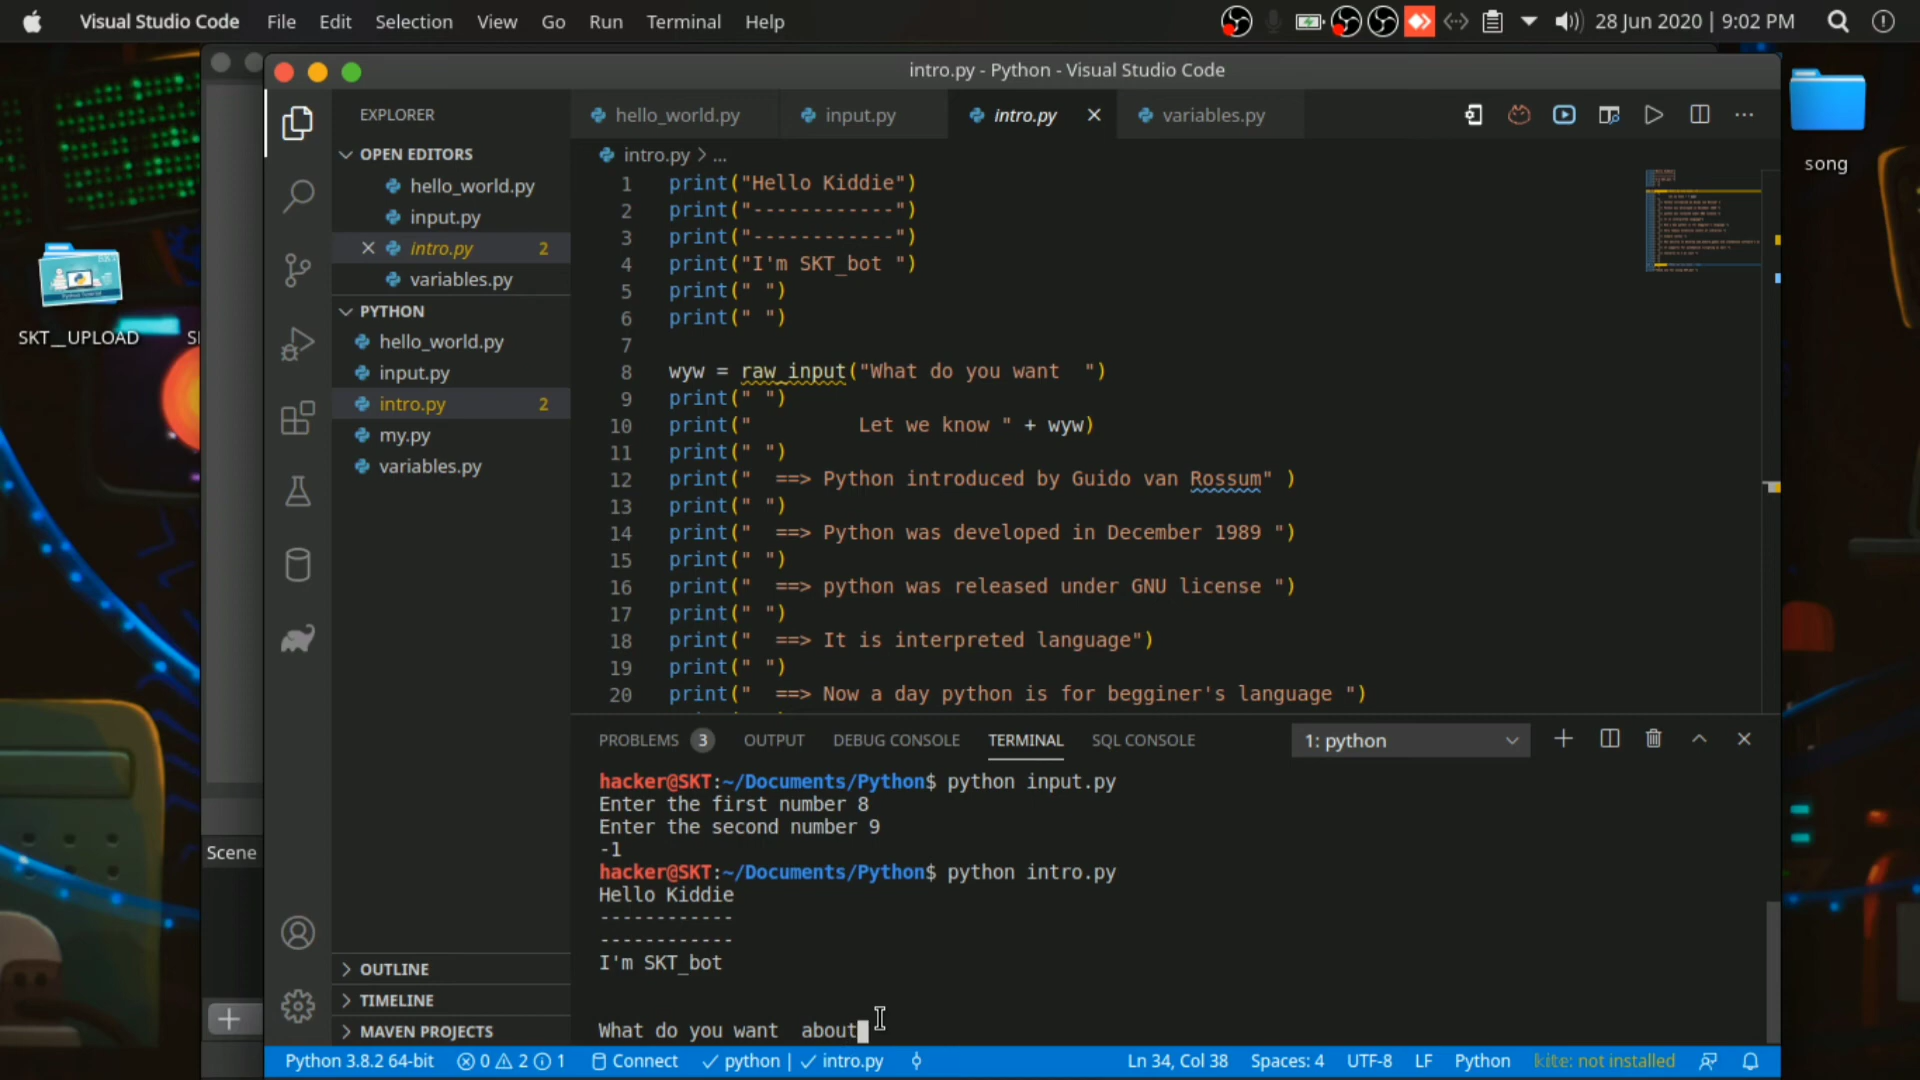 Visual Studio Code File Edit Selection View Go Run Terminal Help 28 Jun 2020 | 9:02 PM
intro.py - Python - Visual Studio Code
EXPLORER
hello_world.py input.py intro.py variables.py
OPEN EDITORS
hello_world.py
input.py
intro.py 2
variables.py
PYTHON
hello_world.py
input.py
intro.py 2
my.py
variables.py
OUTLINE
TIMELINE
MAVEN PROJECTS
intro.py > ...
1 print("Hello Kiddie")
2 print("------------")
3 print("------------")
4 print("I'm SKT_bot ")
5 print(" ")
6 print(" ")
7
8 wyw = raw_input("What do you want  ")
9 print(" ")
10 print("         Let we know " + wyw)
11 print(" ")
12 print("  ==> Python introduced by Guido van Rossum" )
13 print(" ")
14 print("  ==> Python was developed in December 1989 ")
15 print(" ")
16 print("  ==> python was released under GNU license ")
17 print(" ")
18 print("  ==> It is interpreted language")
19 print(" ")
20 print("  ==> Now a day python is for begginer's language ")
PROBLEMS 3 OUTPUT DEBUG CONSOLE TERMINAL SQL CONSOLE 1: python
hacker@SKT:~/Documents/Python$ python input.py
Enter the first number 8
Enter the second number 9
-1
hacker@SKT:~/Documents/Python$ python intro.py
Hello Kiddie
------------
------------
I'm SKT_bot
What do you want  about
Python 3.8.2 64-bit 0 2 1 Connect python | intro.py Ln 34, Col 38 Spaces: 4 UTF-8 LF Python kite: not installed
SKT__UPLOAD
song
Scene